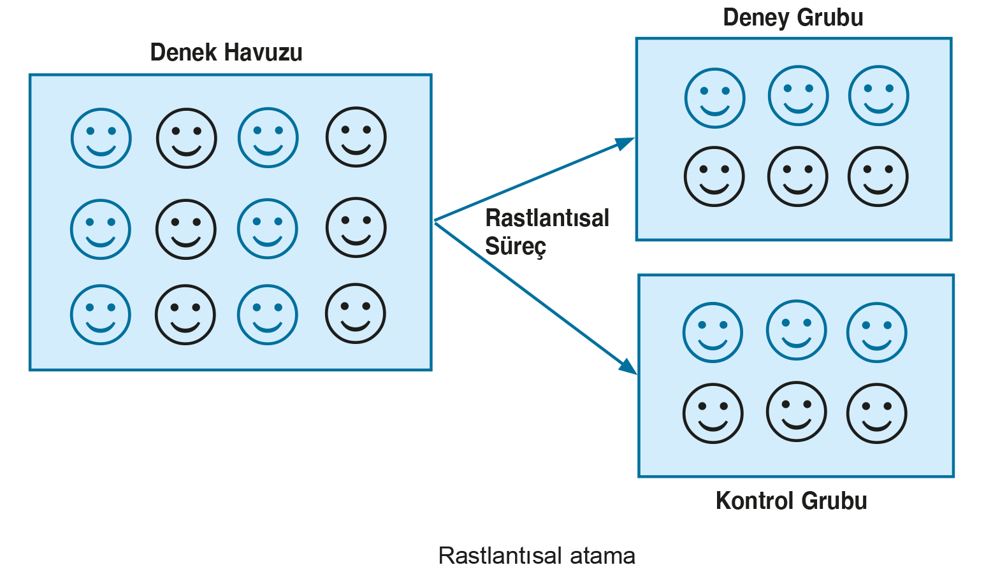 Deney Grubu
Denek Havuzu
Rastlantısal
Süreç
Kontrol Grubu
Rastlantısal atama